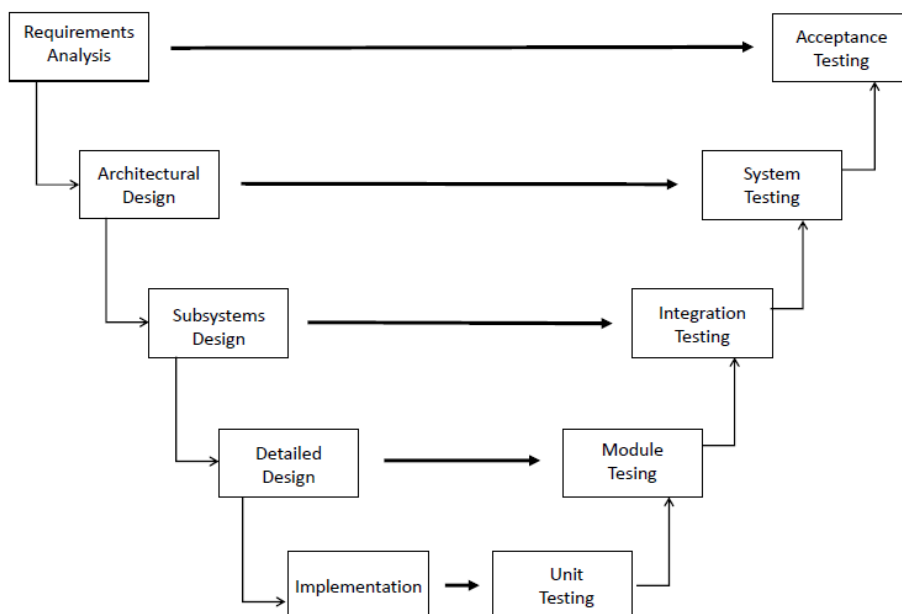 Requirements
Analysis
Acceptance
Testing
Architectural
Design
System
Testing
Subsystems
Design
Integration
Testing
Detailed
Design
Module
Tesing
Implementation
Unit
Testing